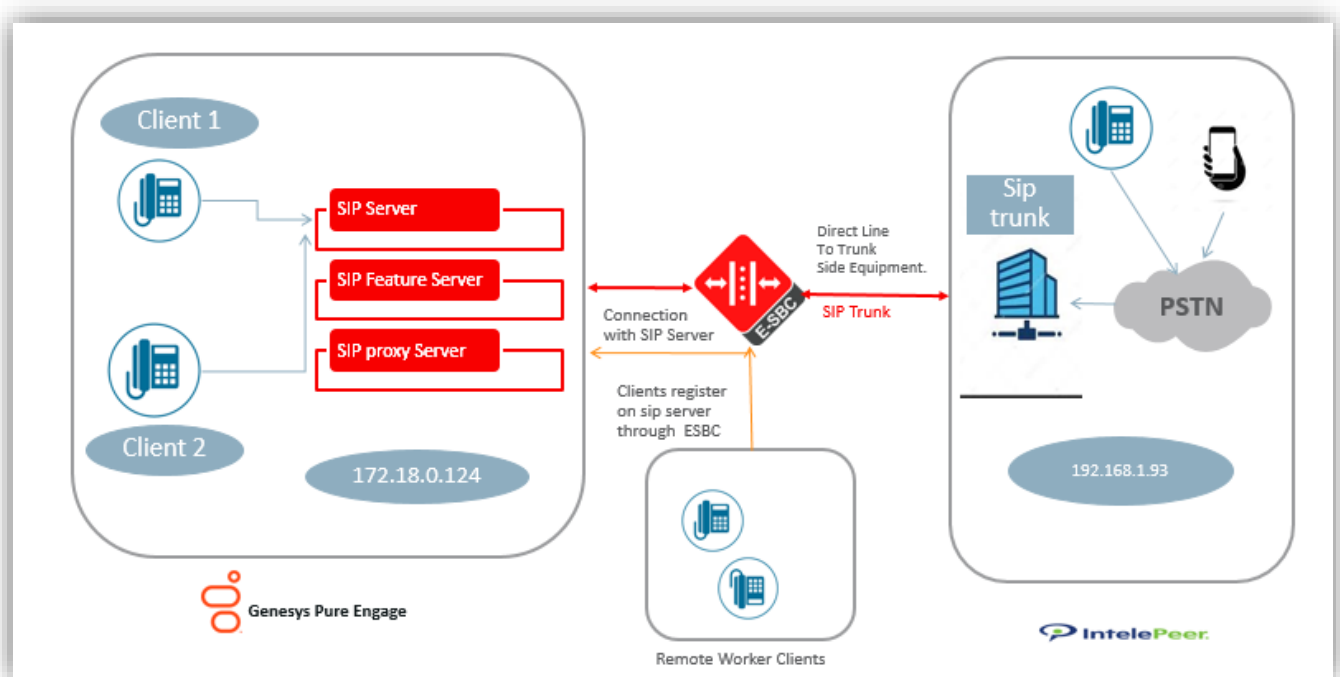 Client 1
SIP Server
SIP Feature Server
SIP proxy Server
Client 2
172.18.0.124
Genesys Pure Engage
Connection
with SIP Server
Clients register
on sip server
through ESBC
E-SBC
Direct Line
To Trunk
Side Equipment.
SIP Trunk
Remote Worker Clients
Sip
trunk
PSTN
192.168.1.93
IntelePeer.